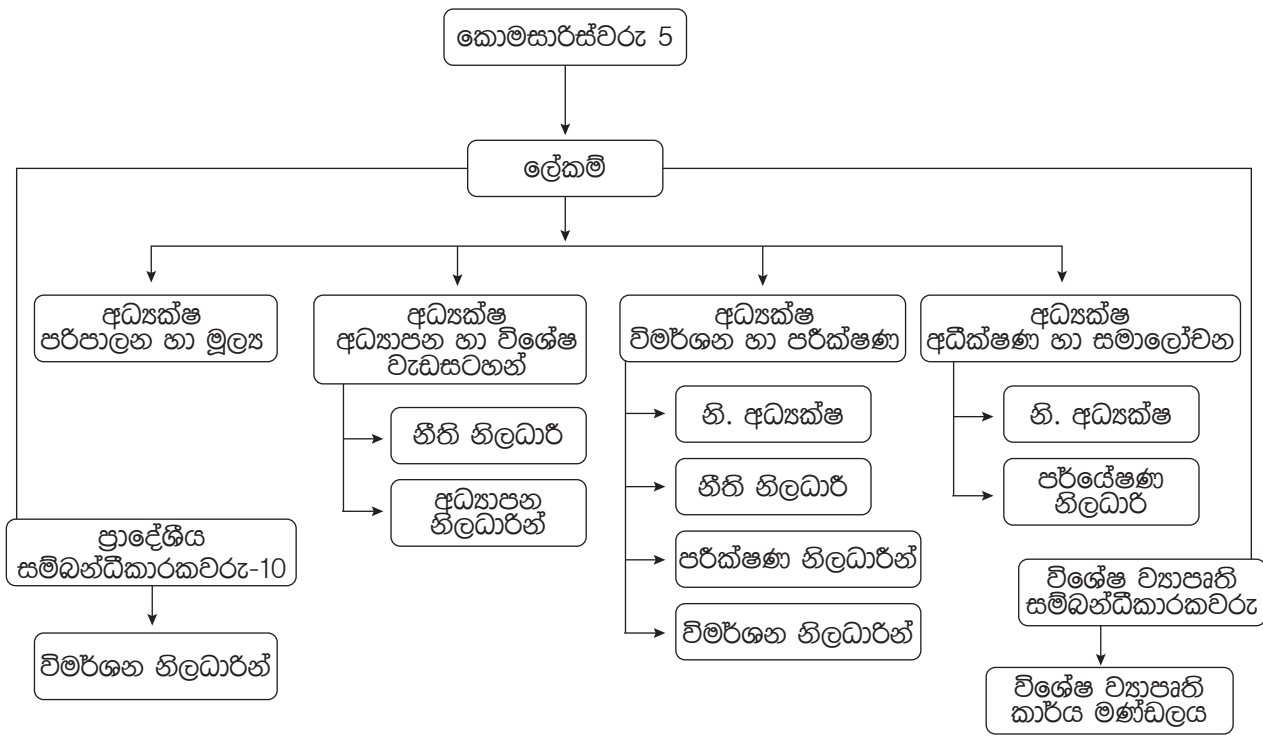 කොමසාරිස්වරු 5
ලේකම්
අධ්‍යක්ෂ
පරිපාලන හා මූල්‍ය
අධ්‍යක්ෂ
අධ්‍යාපන හා විශේෂ
වැඩසටහන්
නීති නිලධාරී
අධ්‍යාපන
නිලධාරින්
අධ්‍යක්ෂ
විමර්ශන හා පරීක්ෂණ
නි. අධ්‍යක්ෂ
නීති නිලධාරී
පරීක්ෂණ නිලධාරීන්
විමර්ශන නිලධාරින්
අධ්‍යක්ෂ
අධීක්ෂණ හා සමාලෝචන
නි. අධ්‍යක්ෂ
පර්යේෂණ
නිලධාරි
ප්‍රාදේශීය
සම්බන්ධීකාරකවරු-10
විමර්ශන නිලධාරින්
විශේෂ ව්‍යාපෘති
සම්බන්ධීකාරකවරු
විශේෂ ව්‍යාපෘති
කාර්ය මණ්ඩලය